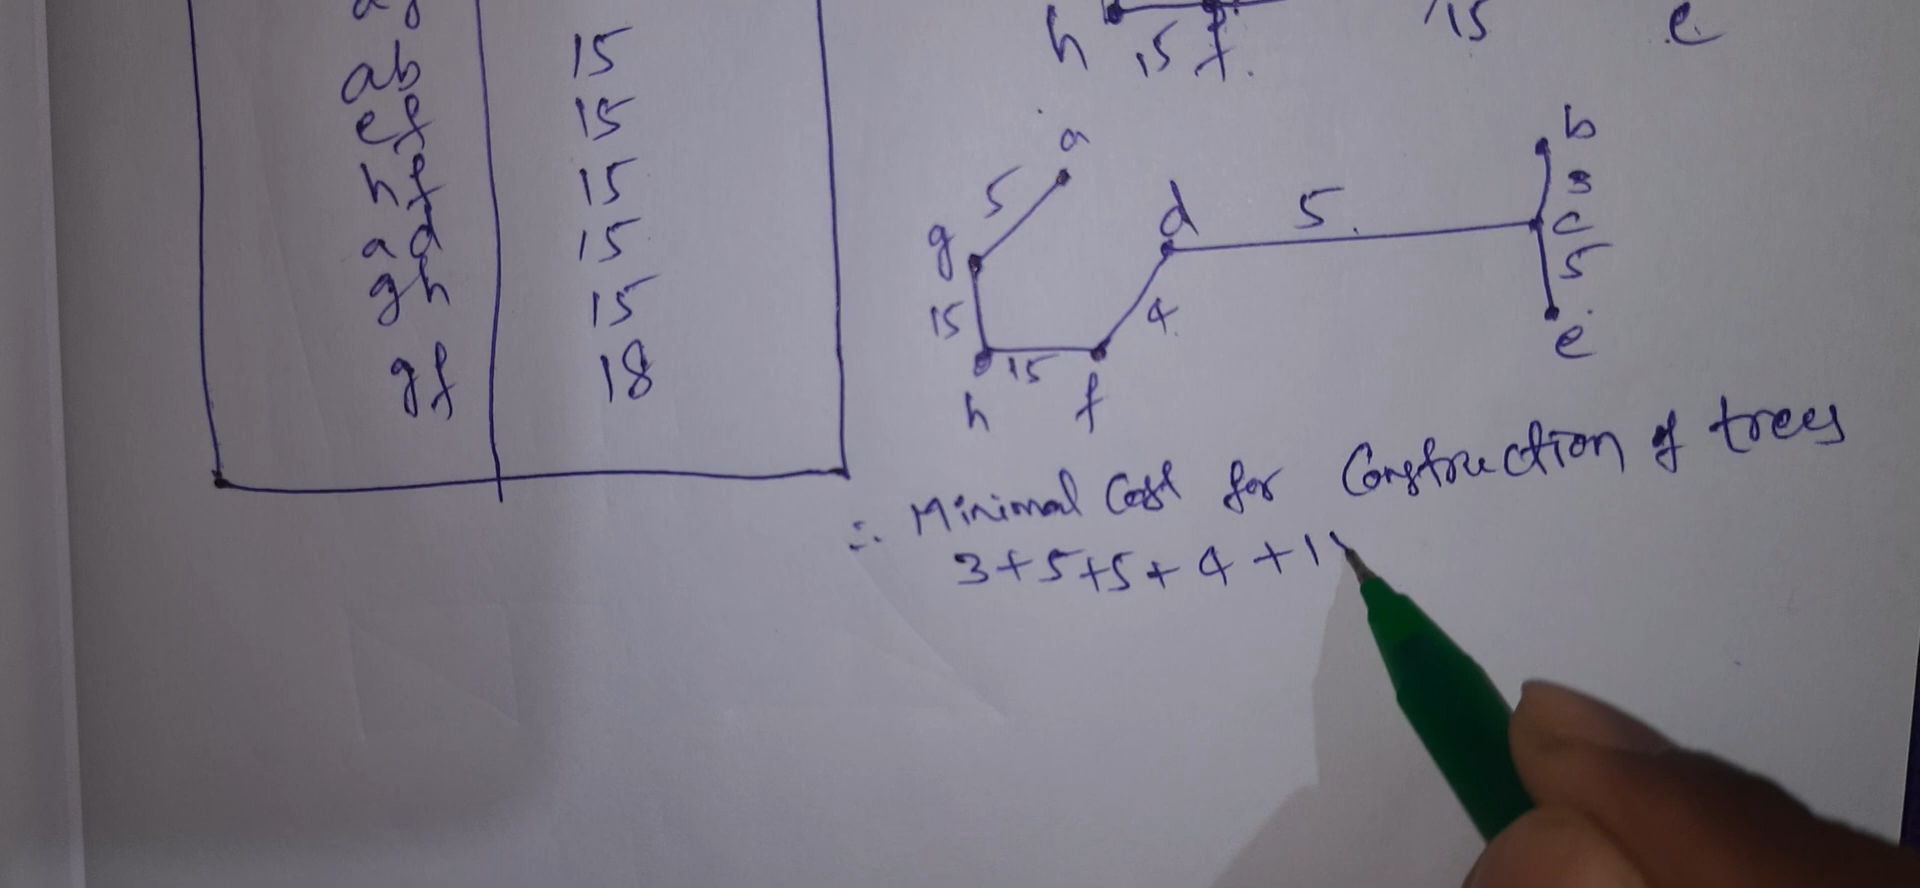 ab 15
ef 15
hf 15
ad 15
gh 15
gf 18
h 15 f. 15 e
a
5
g
15
h 15 f
d
4
5.
b
3
c
5
e
∴ Minimal Cost for Construction of trees
3+5+5+4+1